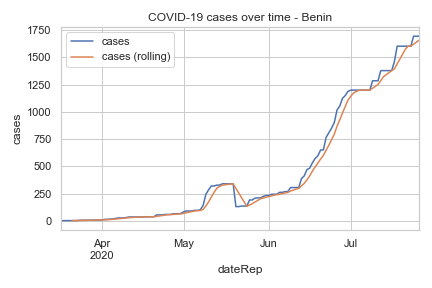 COVID-19 cases over time - Benin
1750
1500
1250
1000
750
500
250
0
cases
cases
cases (rolling)
Apr
2020
May
Jun
Jul
dateRep